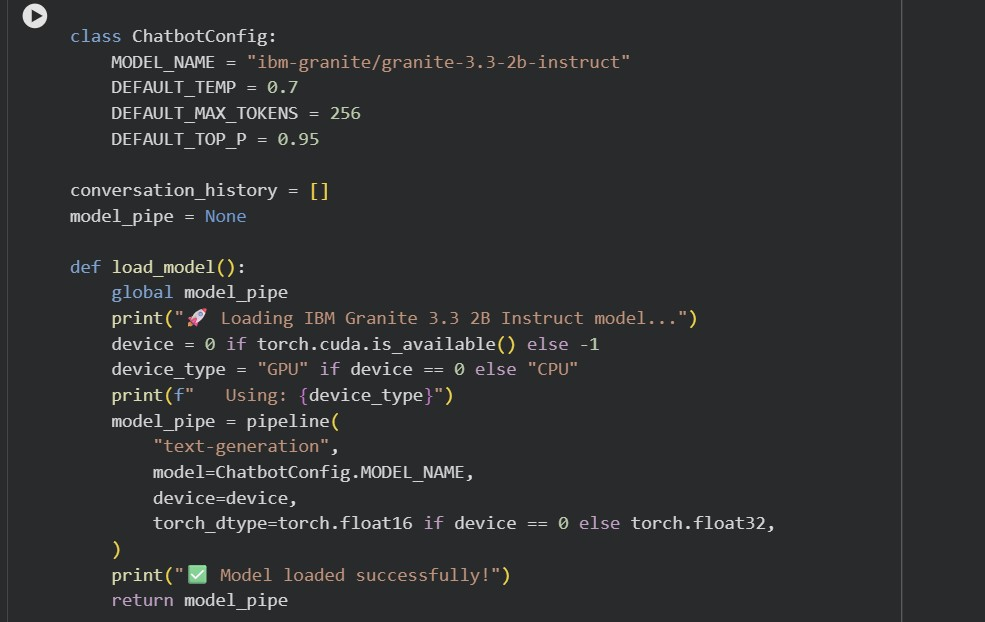 class ChatbotConfig:
    MODEL_NAME = "ibm-granite/granite-3.3-2b-instruct"
    DEFAULT_TEMP = 0.7
    DEFAULT_MAX_TOKENS = 256
    DEFAULT_TOP_P = 0.95

conversation_history = []
model_pipe = None

def load_model():
    global model_pipe
    print("🚀 Loading IBM Granite 3.3 2B Instruct model...")
    device = 0 if torch.cuda.is_available() else -1
    device_type = "GPU" if device == 0 else "CPU"
    print(f"   Using: {device_type}")
    model_pipe = pipeline(
        "text-generation",
        model=ChatbotConfig.MODEL_NAME,
        device=device,
        torch_dtype=torch.float16 if device == 0 else torch.float32,
    )
    print("✅ Model loaded successfully!")
    return model_pipe